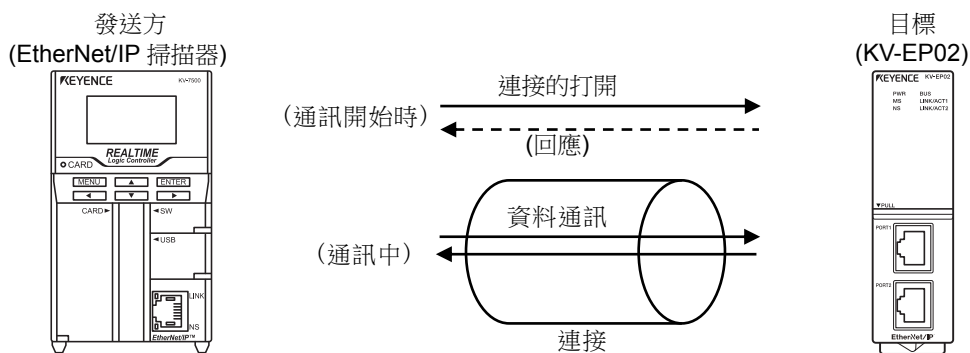 發送方
(EtherNet/IP 掃描器)
KEYENCE KV-7500
REALTIME
Logic Controller
CARD
MENU ▲ ENTER
◄ ▼ ►
CARD► ◄SW
◄USB
LINK
NS
EtherNet/IP™
(通訊開始時)
連接的打開
(回應)
(通訊中)
資料通訊
連接
目標
(KV-EP02)
KEYENCE KV-EP02
PWR BUS
MS LINK/ACT1
NS LINK/ACT2
▼PULL
PORT1
PORT2
EtherNet/IP